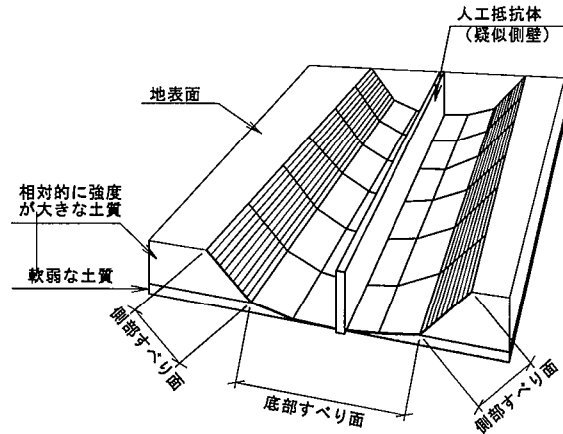 人工抵抗体
（疑似側壁）
地表面
相対的に強度
が大きな土質
軟弱な土質
側部すべり面
底部すべり面
側部すべり面